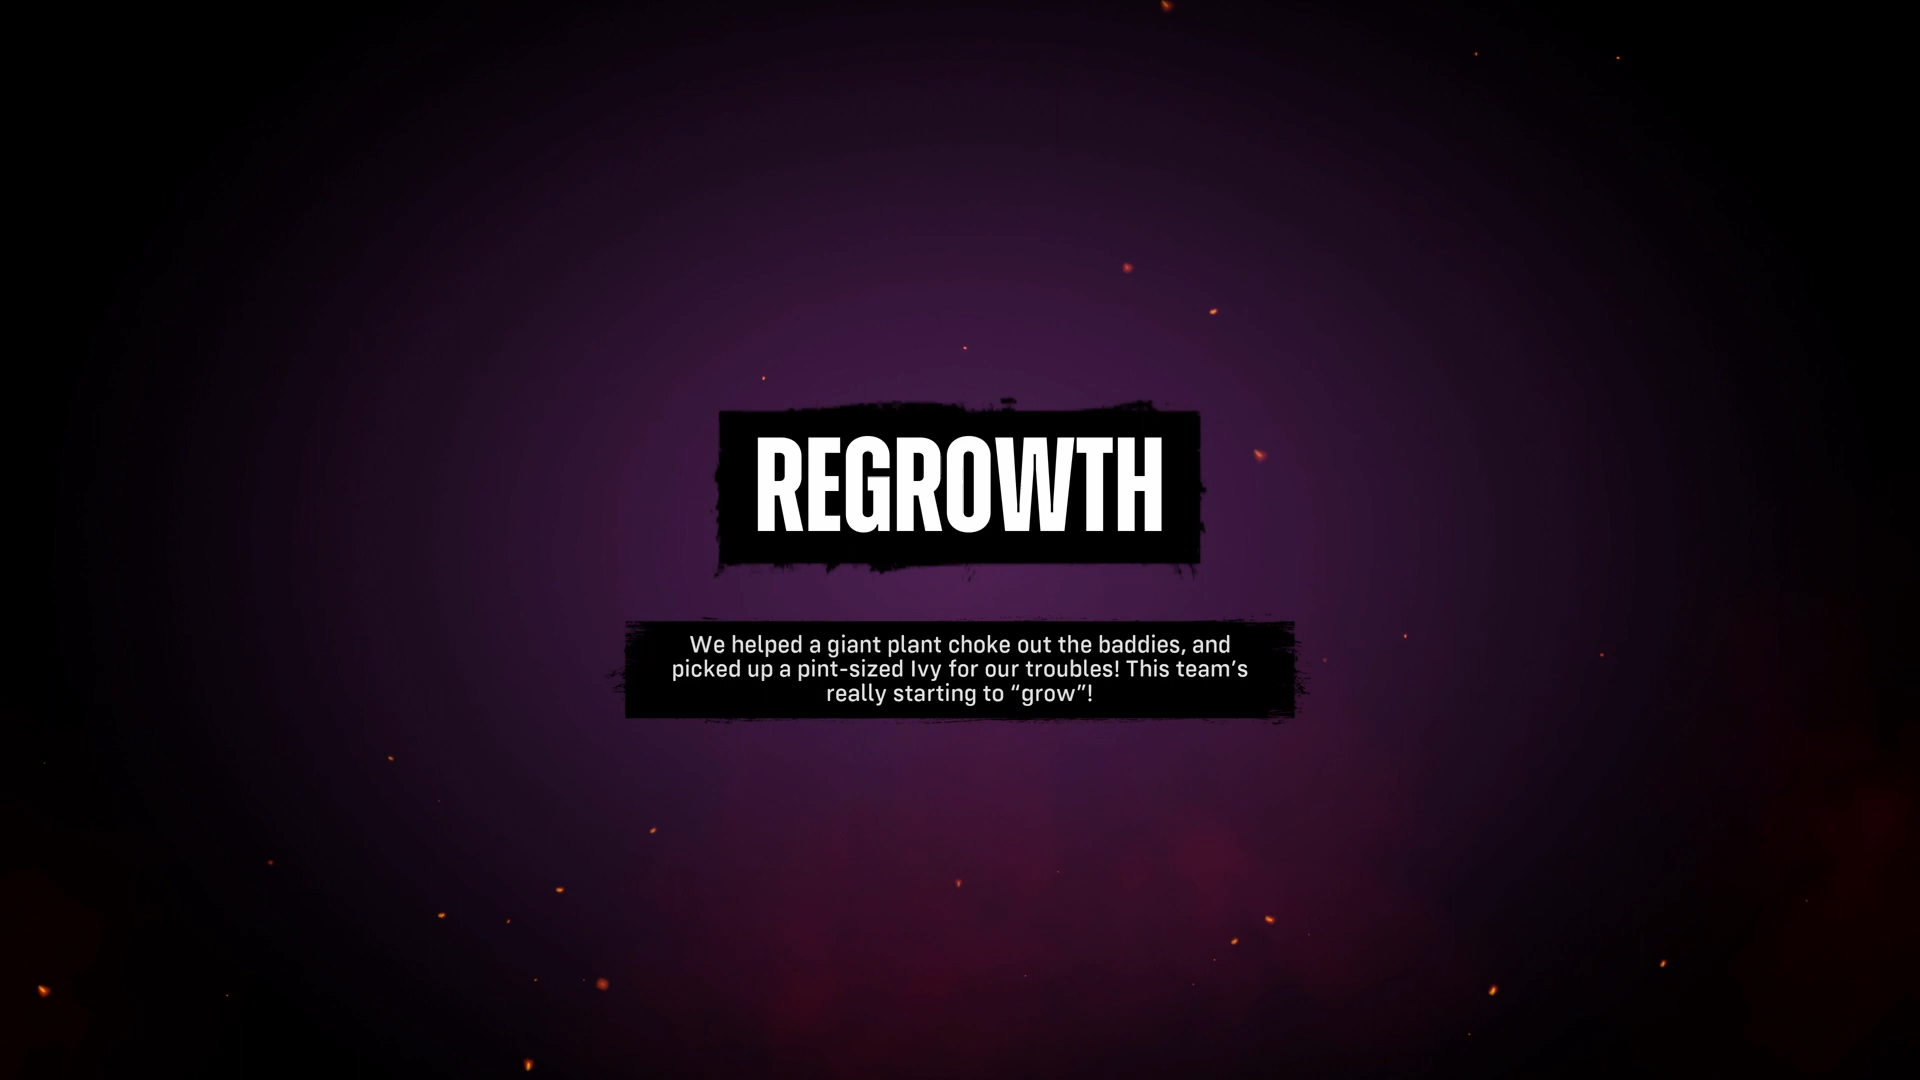 REGROWTH
We helped a giant plant choke out the baddies, and
picked up a pint-sized Ivy for our troubles! This team’s
really starting to “grow”!